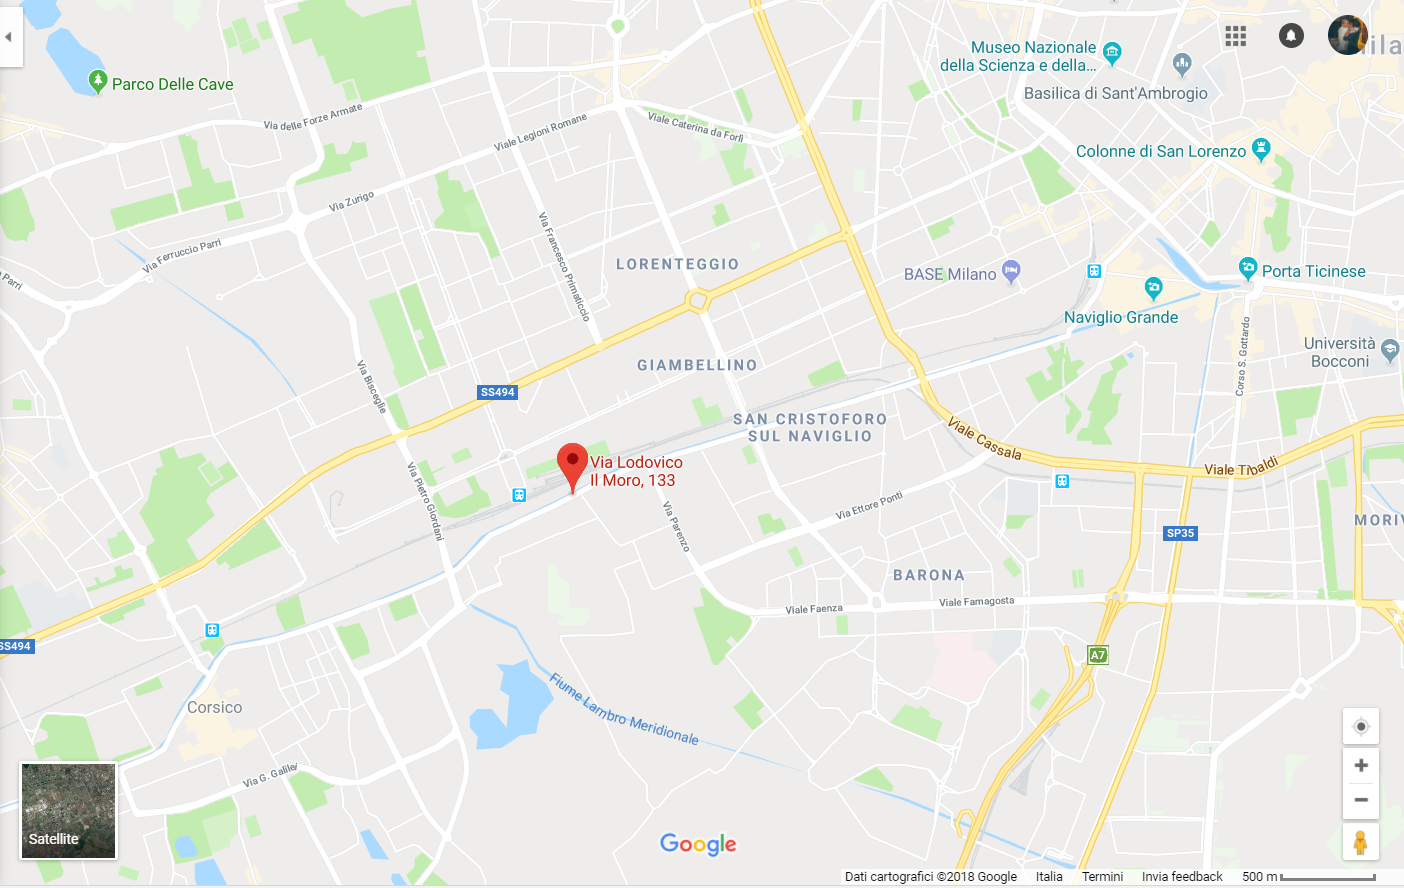 Museo Nazionale
della Scienza e della...
Basilica di Sant'Ambrogio
Parco Delle Cave
Via delle Forze Armate
Viale Legioni Romane
Viale Caterina da Forlì
Colonne di San Lorenzo
Via Zurigo
Via Ferruccio Parri
Parri
Via Francesco Primaticcio
LORENTEGGIO
BASE Milano
Porta Ticinese
Naviglio Grande
Università
Bocconi
Corso S. Gottardo
GIAMBELLINO
Via Bisceglie
SS494
SAN CRISTOFORO
SUL NAVIGLIO
Viale Cassala
Viale Tibaldi
Via Lodovico
Il Moro, 133
Via Pietro Giordani
Via Parenzo
Via Ettore Ponti
SP35
MORIV
BARONA
Viale Faenza
Viale Famagosta
SS494
A7
Corsico
Fiume Lambro Meridionale
Via G. Galilei
Satellite
Google
Dati cartografici ©2018 Google Italia Termini Invia feedback 500 m